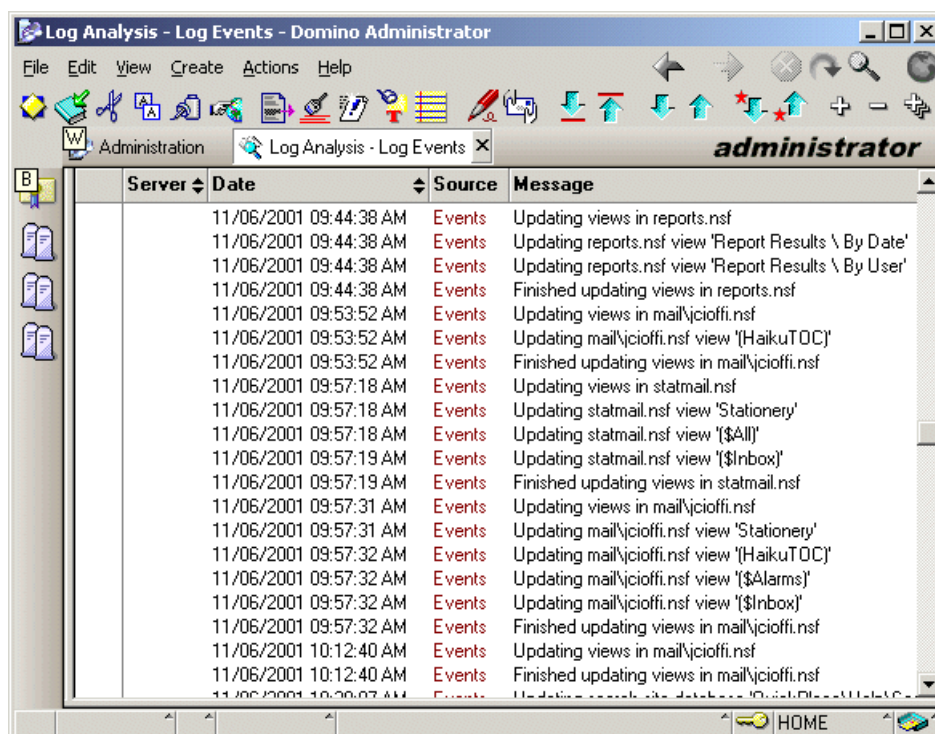 Log Analysis - Log Events - Domino Administrator
File Edit View Create Actions Help
W Administration Log Analysis - Log Events administrator
B
Server Date Source Message
11/06/2001 09:44:38 AM Events Updating views in reports.nsf
11/06/2001 09:44:38 AM Events Updating reports.nsf view 'Report Results \ By Date'
11/06/2001 09:44:38 AM Events Updating reports.nsf view 'Report Results \ By User'
11/06/2001 09:44:38 AM Events Finished updating views in reports.nsf
11/06/2001 09:53:52 AM Events Updating views in mail\jcioffi.nsf
11/06/2001 09:53:52 AM Events Updating mail\jcioffi.nsf view '(HaikuTOC)'
11/06/2001 09:53:52 AM Events Finished updating views in mail\jcioffi.nsf
11/06/2001 09:57:18 AM Events Updating views in statmail.nsf
11/06/2001 09:57:18 AM Events Updating statmail.nsf view 'Stationery'
11/06/2001 09:57:18 AM Events Updating statmail.nsf view '($All)'
11/06/2001 09:57:19 AM Events Updating statmail.nsf view '($Inbox)'
11/06/2001 09:57:19 AM Events Finished updating views in statmail.nsf
11/06/2001 09:57:31 AM Events Updating views in mail\jcioffi.nsf
11/06/2001 09:57:31 AM Events Updating mail\jcioffi.nsf view 'Stationery'
11/06/2001 09:57:32 AM Events Updating mail\jcioffi.nsf view '(HaikuTOC)'
11/06/2001 09:57:32 AM Events Updating mail\jcioffi.nsf view '($Alarms)'
11/06/2001 09:57:32 AM Events Updating mail\jcioffi.nsf view '($Inbox)'
11/06/2001 09:57:32 AM Events Finished updating views in mail\jcioffi.nsf
11/06/2001 10:12:40 AM Events Updating views in mail\jcioffi.nsf
11/06/2001 10:12:40 AM Events Finished updating views in mail\jcioffi.nsf
HOME